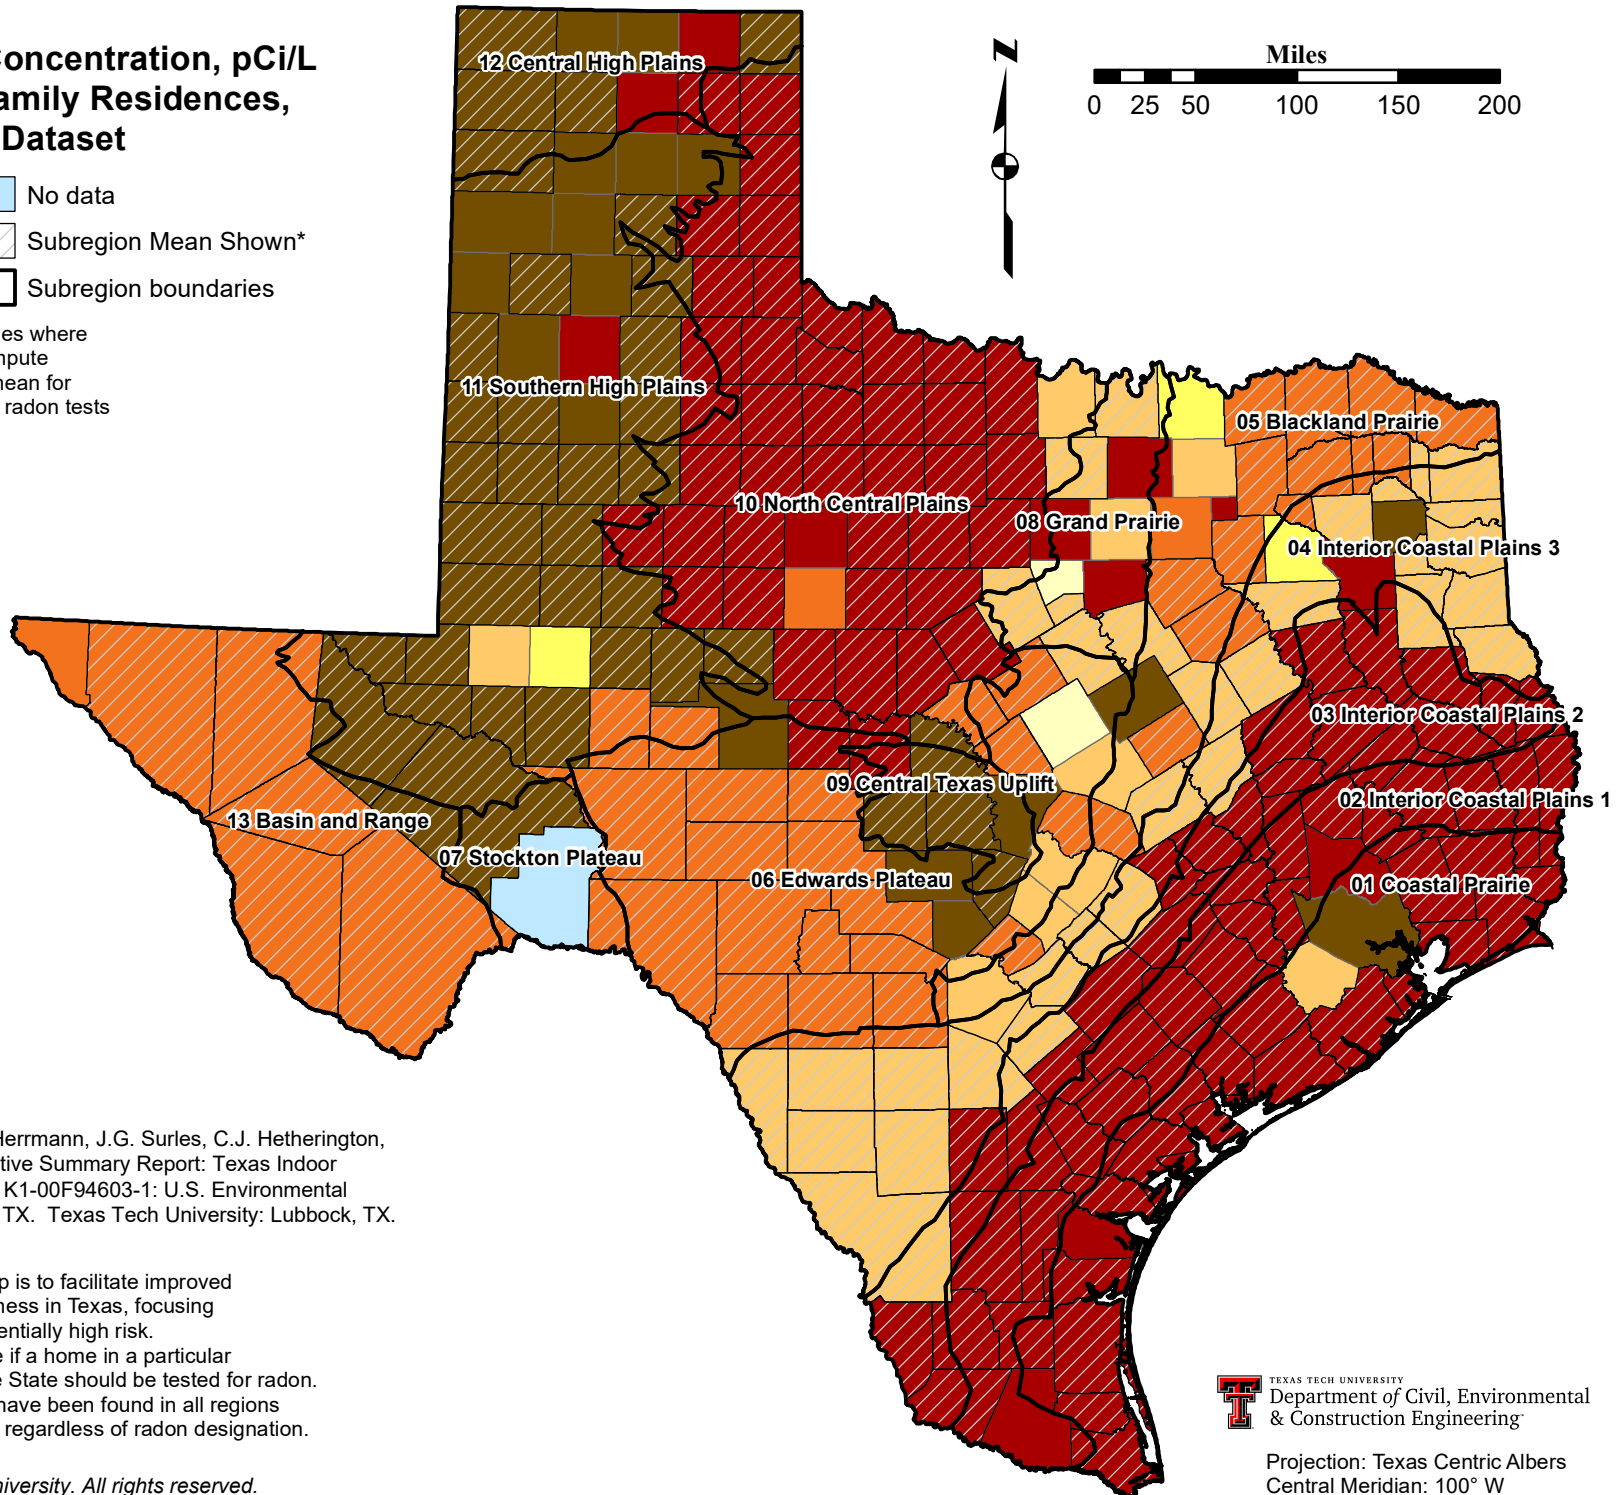 Concentration, pCi/L
amily Residences,
Dataset
No data
Subregion Mean Shown*
Subregion boundaries
es where
mpute
mean for
radon tests
N
Miles
0 25 50 100 150 200
12 Central High Plains
11 Southern High Plains
05 Blackland Prairie
10 North Central Plains
08 Grand Prairie
04 Interior Coastal Plains 3
03 Interior Coastal Plains 2
09 Central Texas Uplift
02 Interior Coastal Plains 1
13 Basin and Range
07 Stockton Plateau
06 Edwards Plateau
01 Coastal Prairie
Herrmann, J.G. Surles, C.J. Hetherington,
tive Summary Report: Texas Indoor
K1-00F94603-1: U.S. Environmental
TX. Texas Tech University: Lubbock, TX.
p is to facilitate improved
ness in Texas, focusing
entially high risk.
e if a home in a particular
e State should be tested for radon.
have been found in all regions
regardless of radon designation.
niversity. All rights reserved.
TEXAS TECH UNIVERSITY
Department of Civil, Environmental
& Construction Engineering
Projection: Texas Centric Albers
Central Meridian: 100° W